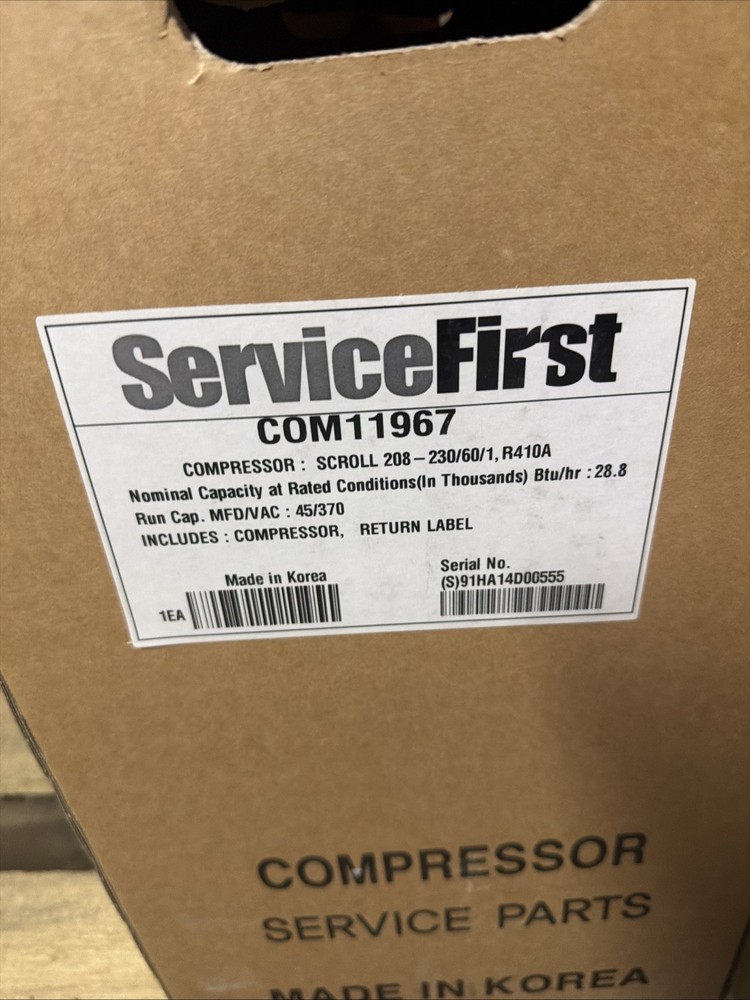 ServiceFirst
COM11967
COMPRESSOR : SCROLL 208-230/60/1, R410A
Nominal Capacity at Rated Conditions(In Thousands) Btu/hr : 28.8
Run Cap. MFD/VAC : 45/370
INCLUDES : COMPRESSOR, RETURN LABEL
Made in Korea
1EA
Serial No.
(S)91HA14D00555
COMPRESSOR
SERVICE PARTS
MADE IN KOREA